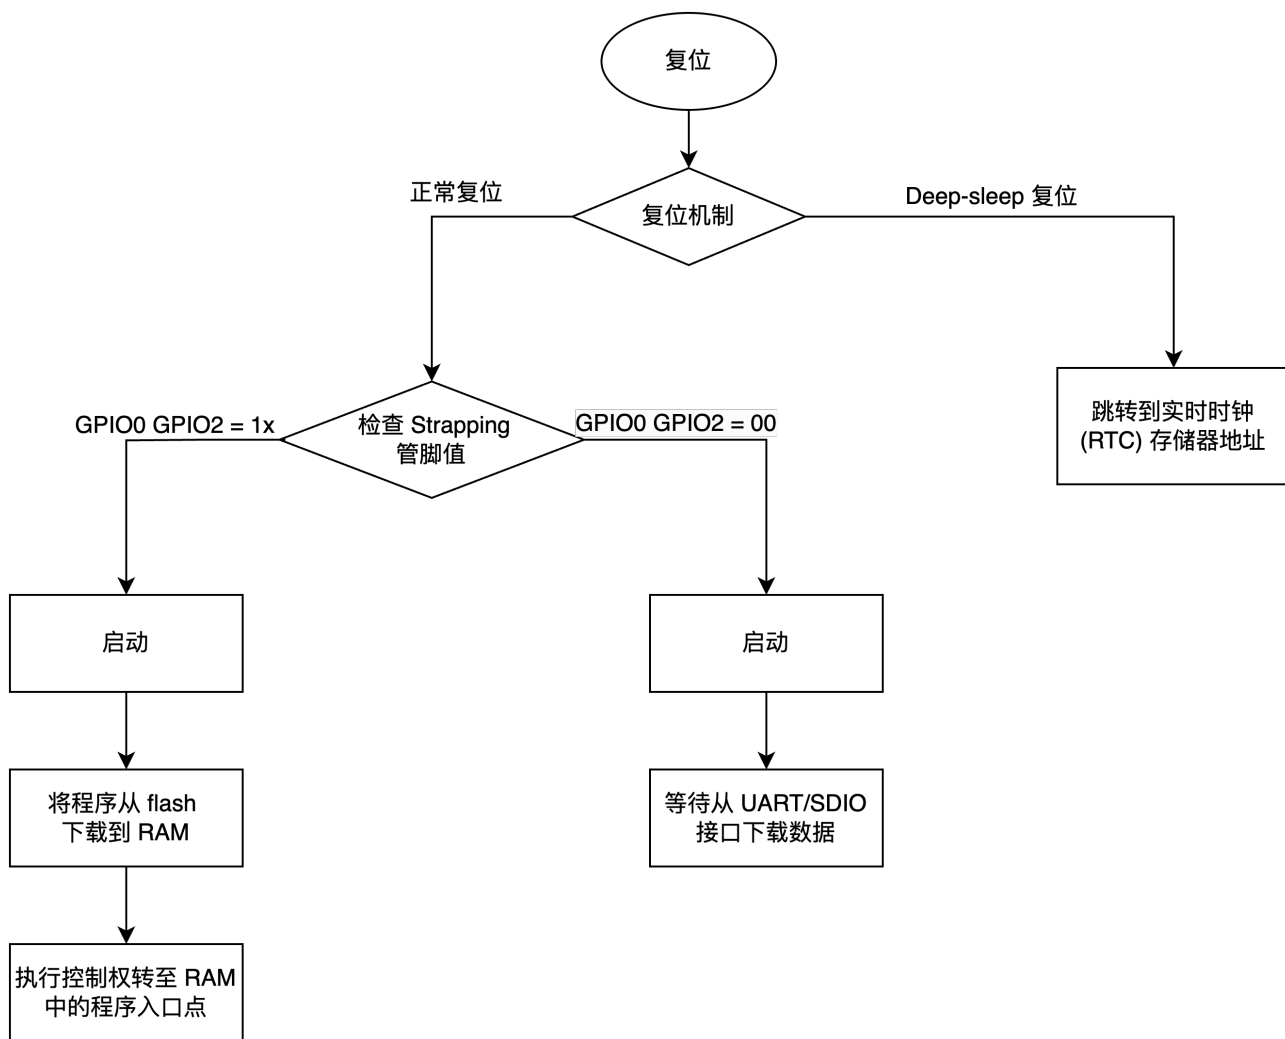 复位
正常复位
复位机制
Deep-sleep 复位
GPIO0 GPIO2 = 1x
检查 Strapping
管脚值
GPIO0 GPIO2 = 00
跳转到实时时钟
(RTC) 存储器地址
启动
启动
将程序从 flash
下载到 RAM
等待从 UART/SDIO
接口下载数据
执行控制权转至 RAM
中的程序入口点